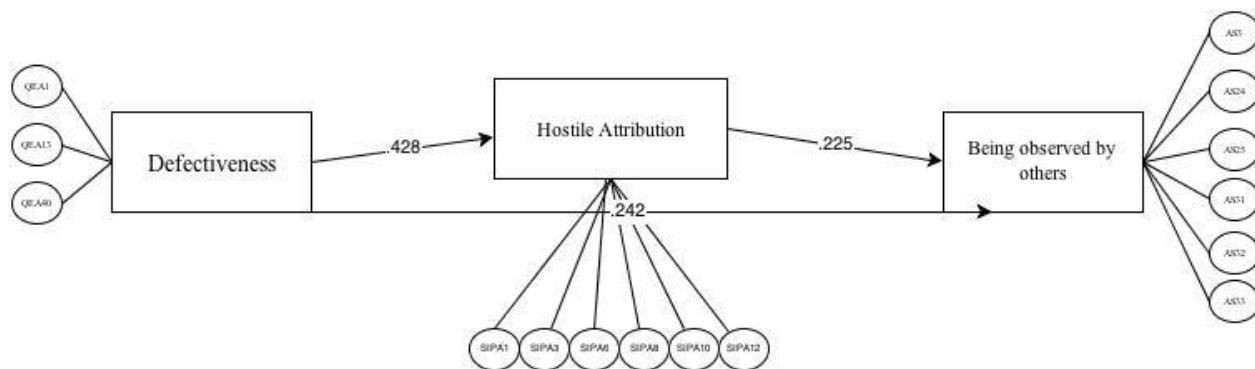 AS3
QEA1
AS24
Hostile Attribution
.428
.225
QEA13
Being observed by
others
AS25
Defectiveness
QEA40
AS31
.242
AS32
AS33
SIPA1
SIPA3
SIPA6
SIPA8
SIPA10
SIPA12